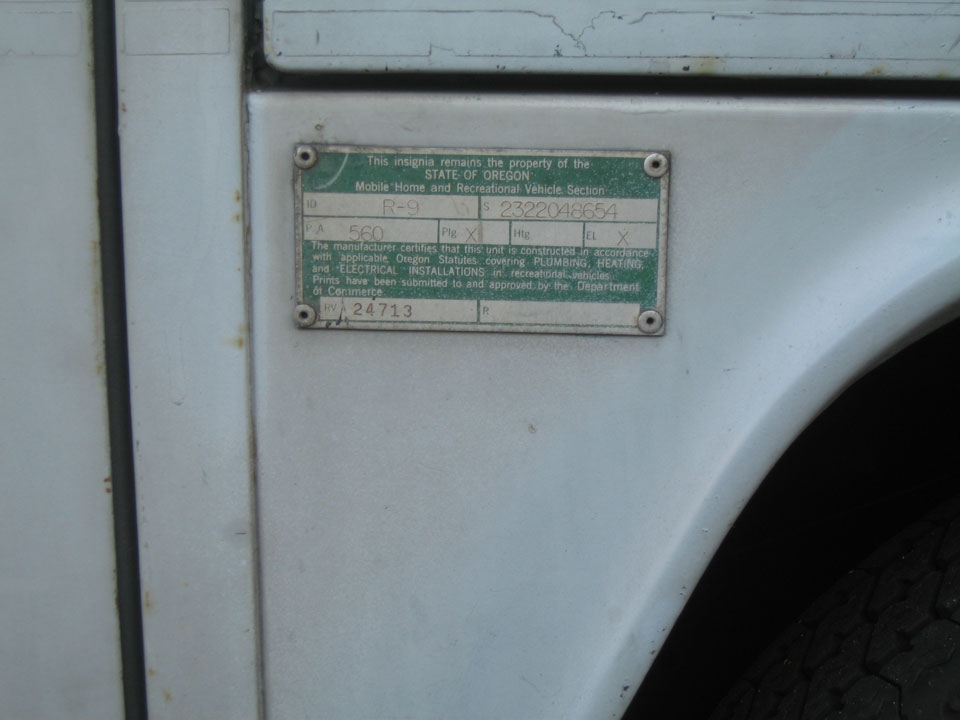 This insignia remains the property of the
STATE OF OREGON
Mobile Home and Recreational Vehicle Section
ID R-9 S 2322048654
P.A 560 Plg X Htg EL X
The manufacturer certifies that this unit is constructed in accordance
with applicable Oregon Statutes covering PLUMBING, HEATING,
and ELECTRICAL INSTALLATIONS in recreational vehicles.
Prints have been submitted to and approved by the Department
of Commerce
RV A 24713 R